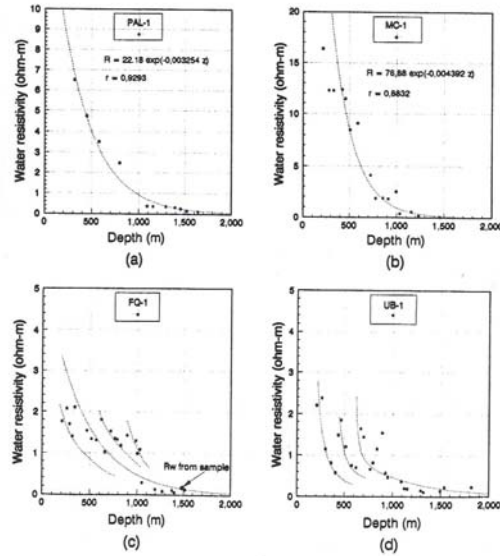 PAL-1
R = 22.18 exp(-0,003254 z)
r = 0,9293
Water resistivity (ohm-m)
10
9
8
7
6
5
4
3
2
1
0
0 500 1,000 1,500 2,000
Depth (m)
(a)
MC-1
R = 76,88 exp(-0,004392 z)
r = 0,8832
Water resistivity (ohm-m)
20
15
10
5
0
0 500 1,000 1,500 2,000
Depth (m)
(b)
FQ-1
Rw from sample
Water resistivity (ohm-m)
5
4
3
2
1
0
0 500 1,000 1,500 2,000
Depth (m)
(c)
UB-1
Water resistivity (ohm-m)
5
4
3
2
1
0
0 500 1,000 1,500 2,000
Depth (m)
(d)